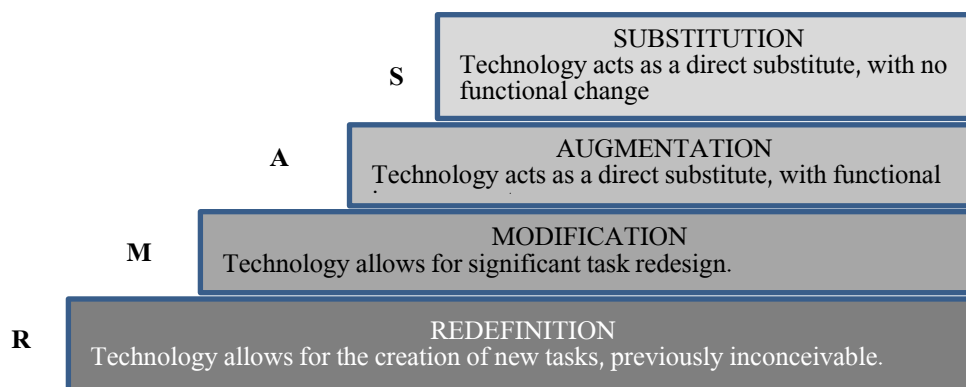 SUBSTITUTION
S
Technology acts as a direct substitute, with no
functional change
AUGMENTATION
A
Technology acts as a direct substitute, with functional
MODIFICATION
M
Technology allows for significant task redesign.
REDEFINITION
R
Technology allows for the creation of new tasks, previously inconceivable.